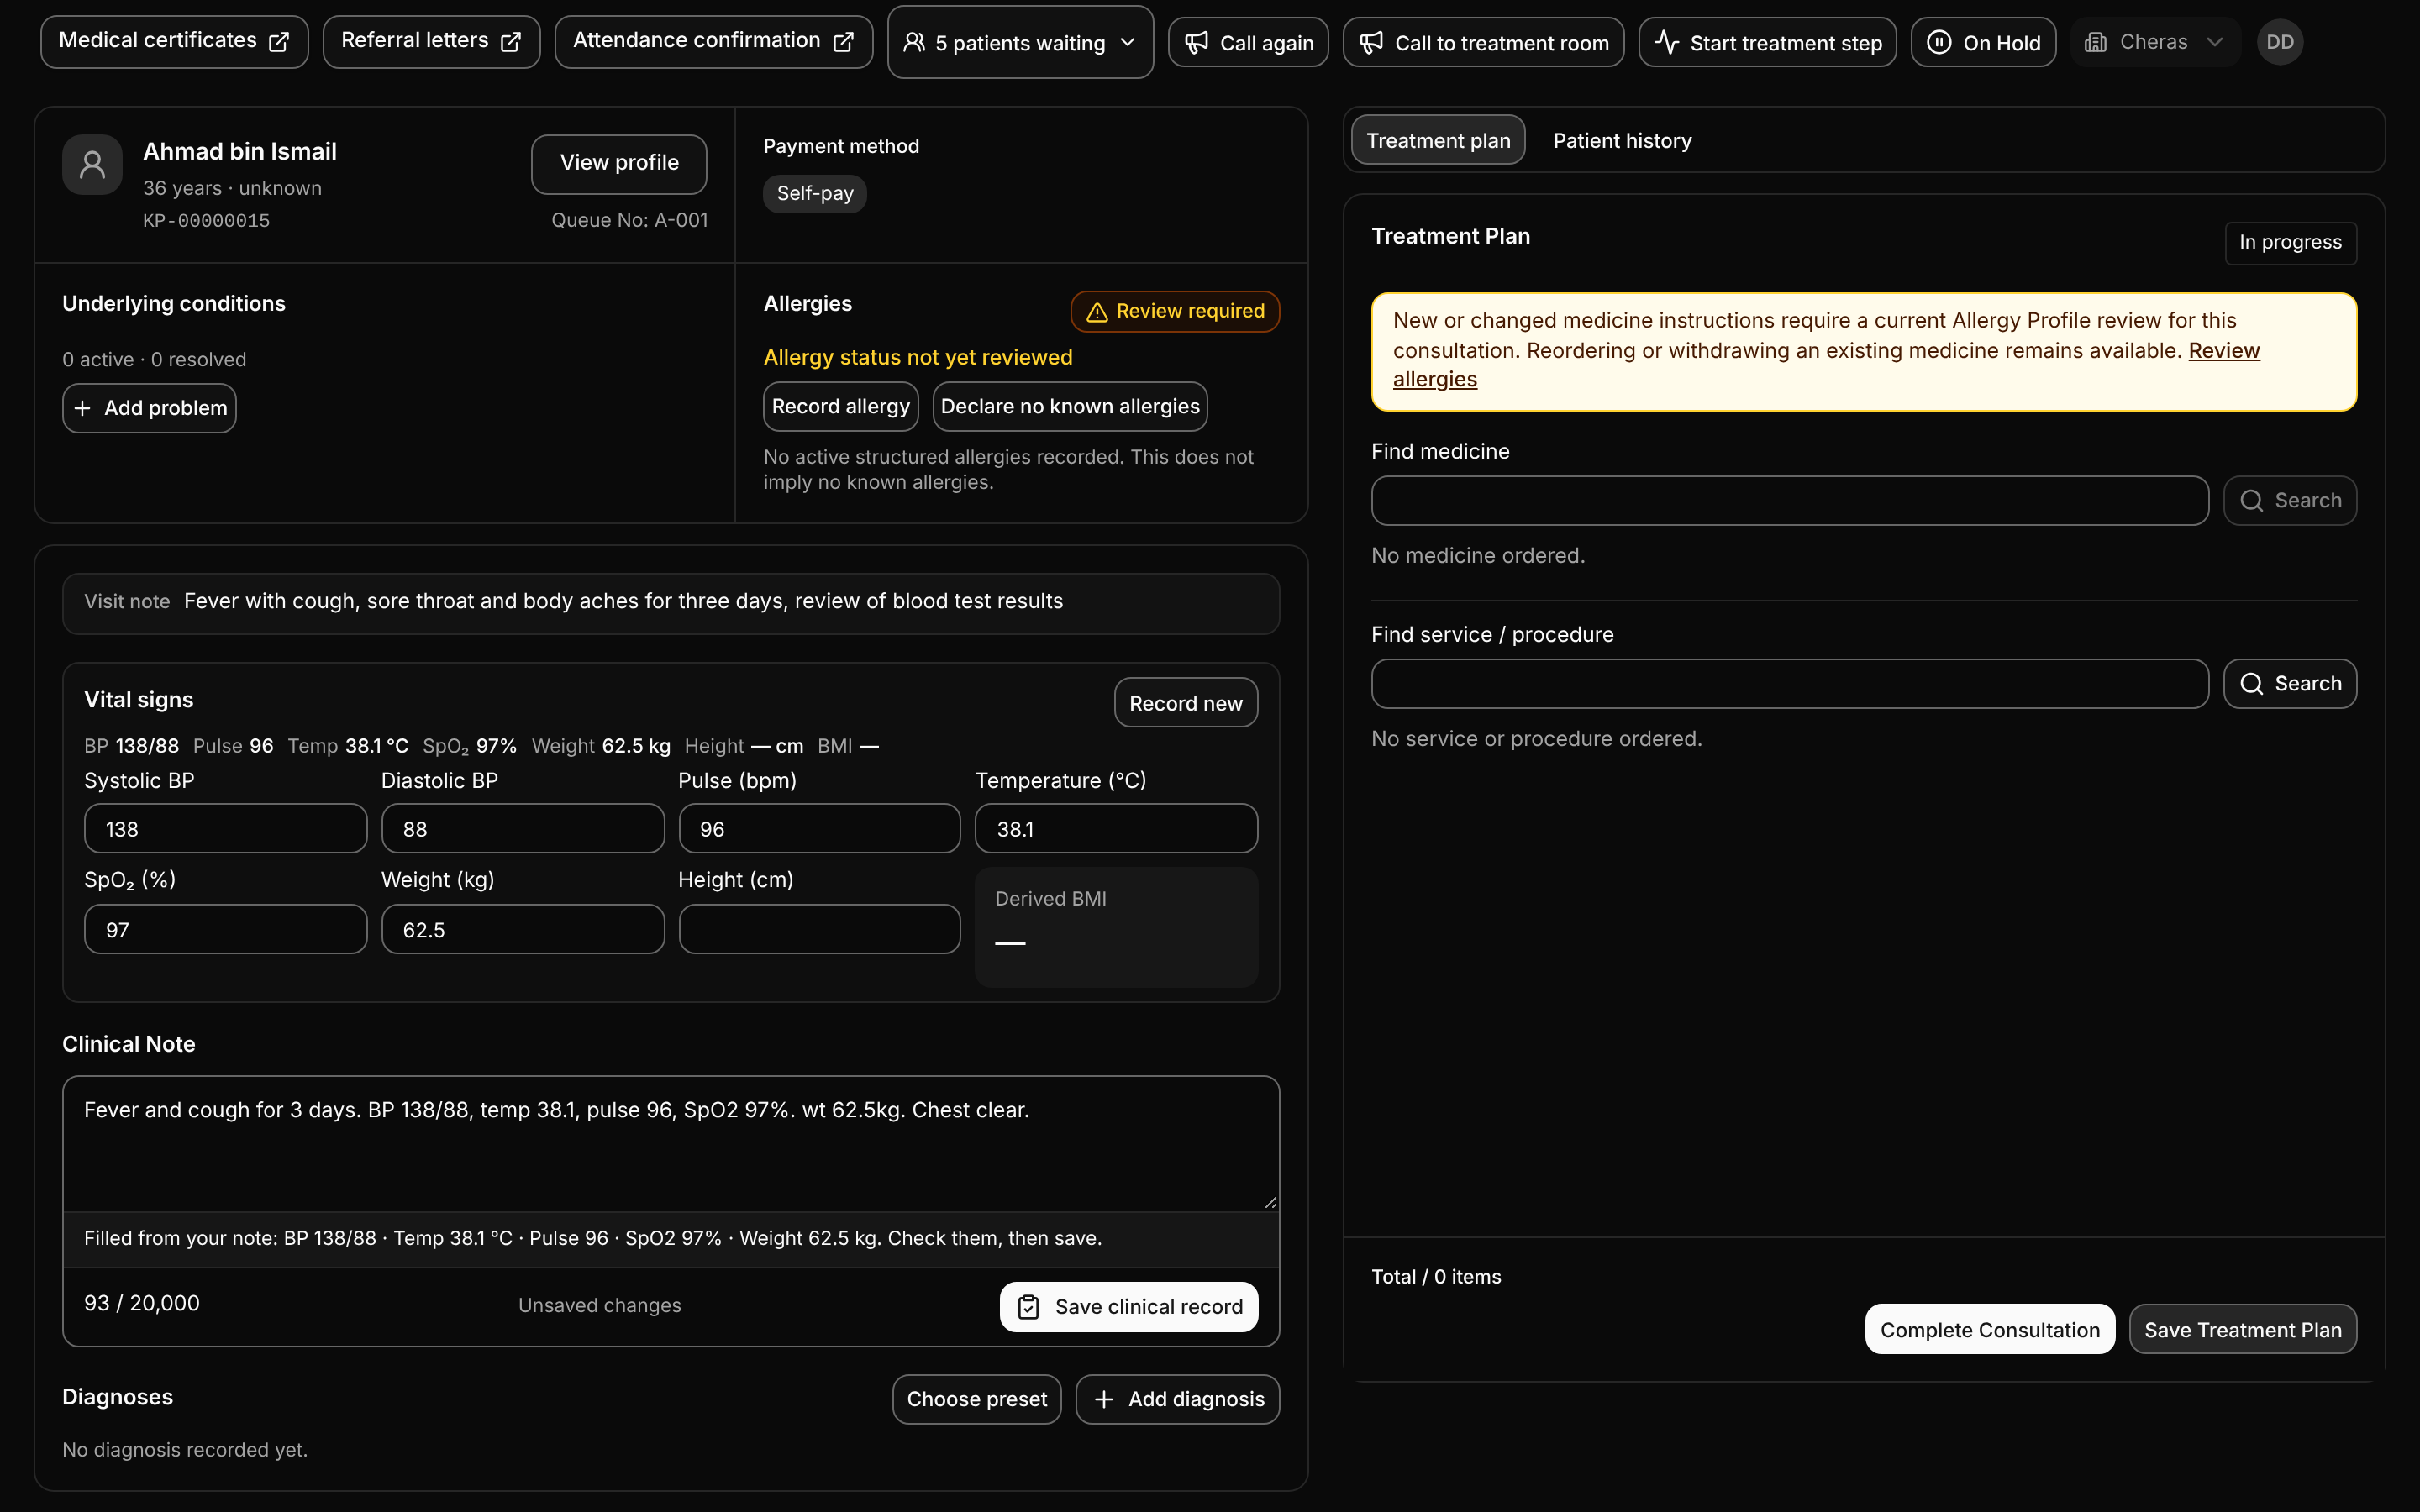 Medical certificates
Referral letters
Attendance confirmation
5 patients waiting
Call again
Call to treatment room
Start treatment step
On Hold
Cheras
DD
Ahmad bin Ismail
36 years · unknown
KP-00000015
View profile
Queue No: A-001
Payment method
Self-pay
Underlying conditions
0 active · 0 resolved
+ Add problem
Allergies
Review required
Allergy status not yet reviewed
Record allergy
Declare no known allergies
No active structured allergies recorded. This does not
imply no known allergies.
Visit note Fever with cough, sore throat and body aches for three days, review of blood test results
Vital signs
Record new
BP 138/88 Pulse 96 Temp 38.1 °C SpO₂ 97% Weight 62.5 kg Height — cm BMI —
Systolic BP
Diastolic BP
Pulse (bpm)
Temperature (°C)
138
88
96
38.1
SpO₂ (%)
Weight (kg)
Height (cm)
Derived BMI
97
62.5
—
Clinical Note
Fever and cough for 3 days. BP 138/88, temp 38.1, pulse 96, SpO2 97%. wt 62.5kg. Chest clear.
Filled from your note: BP 138/88 · Temp 38.1 °C · Pulse 96 · SpO2 97% · Weight 62.5 kg. Check them, then save.
93 / 20,000
Unsaved changes
Save clinical record
Diagnoses
Choose preset
+ Add diagnosis
No diagnosis recorded yet.
Treatment plan
Patient history
Treatment Plan
In progress
New or changed medicine instructions require a current Allergy Profile review for this
consultation. Reordering or withdrawing an existing medicine remains available. Review
allergies
Find medicine
Search
No medicine ordered.
Find service / procedure
Search
No service or procedure ordered.
Total / 0 items
Complete Consultation
Save Treatment Plan